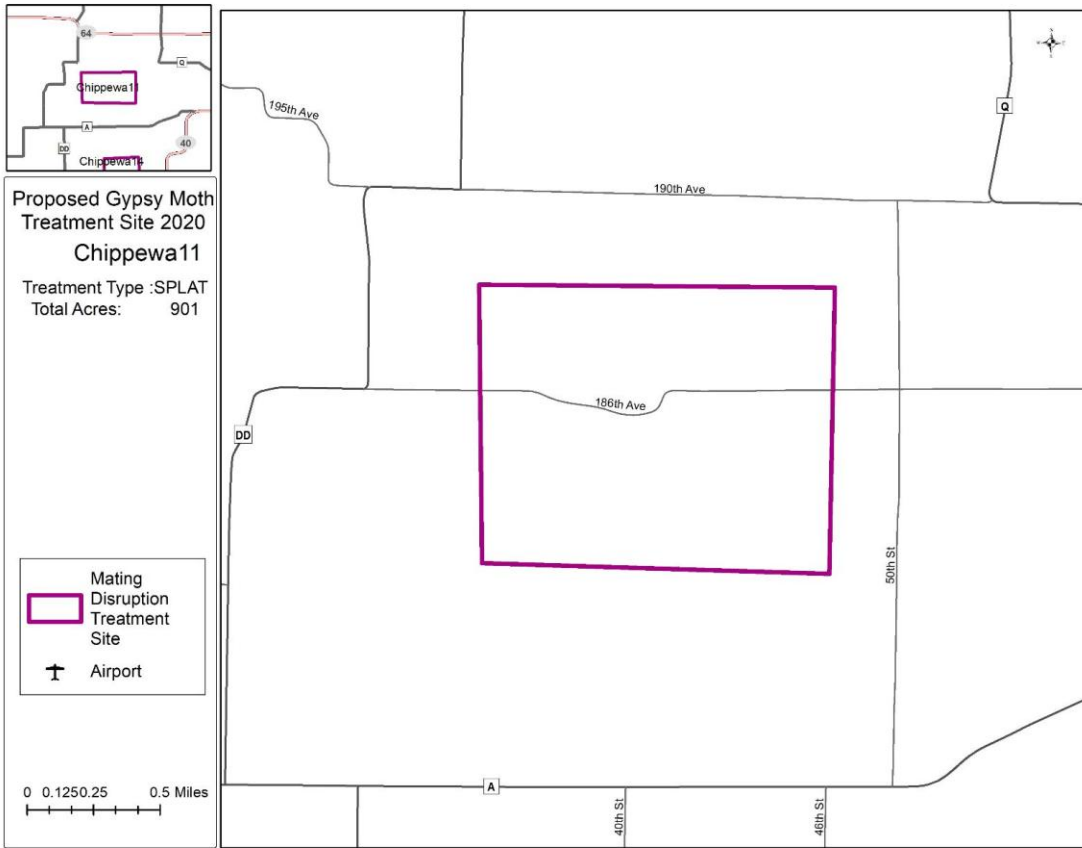 64
Q
Chippewa11
A
40
DD
Chippewa14
Proposed Gypsy Moth
Treatment Site 2020
Chippewa11
Treatment Type :SPLAT
Total Acres: 901
Mating
Disruption
Treatment
Site
Airport
0 0.1250.25 0.5 Miles
195th Ave
Q
190th Ave
186th Ave
DD
50th St
A
40th St
46th St